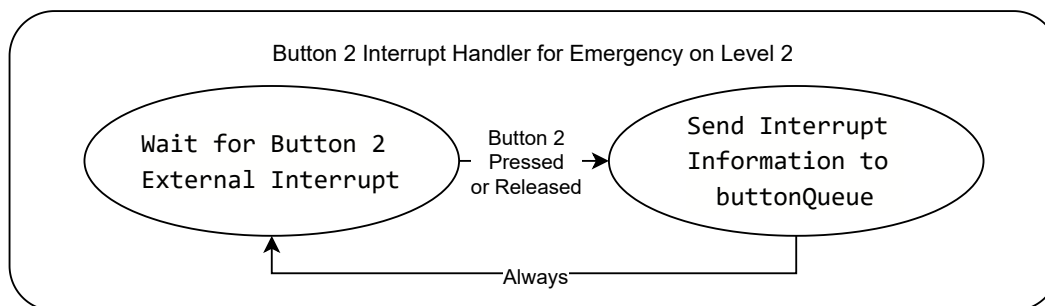 Button 2 Interrupt Handler for Emergency on Level 2
Wait for Button 2
External Interrupt
Button 2
Pressed
or Released
Send Interrupt
Information to
buttonQueue
Always